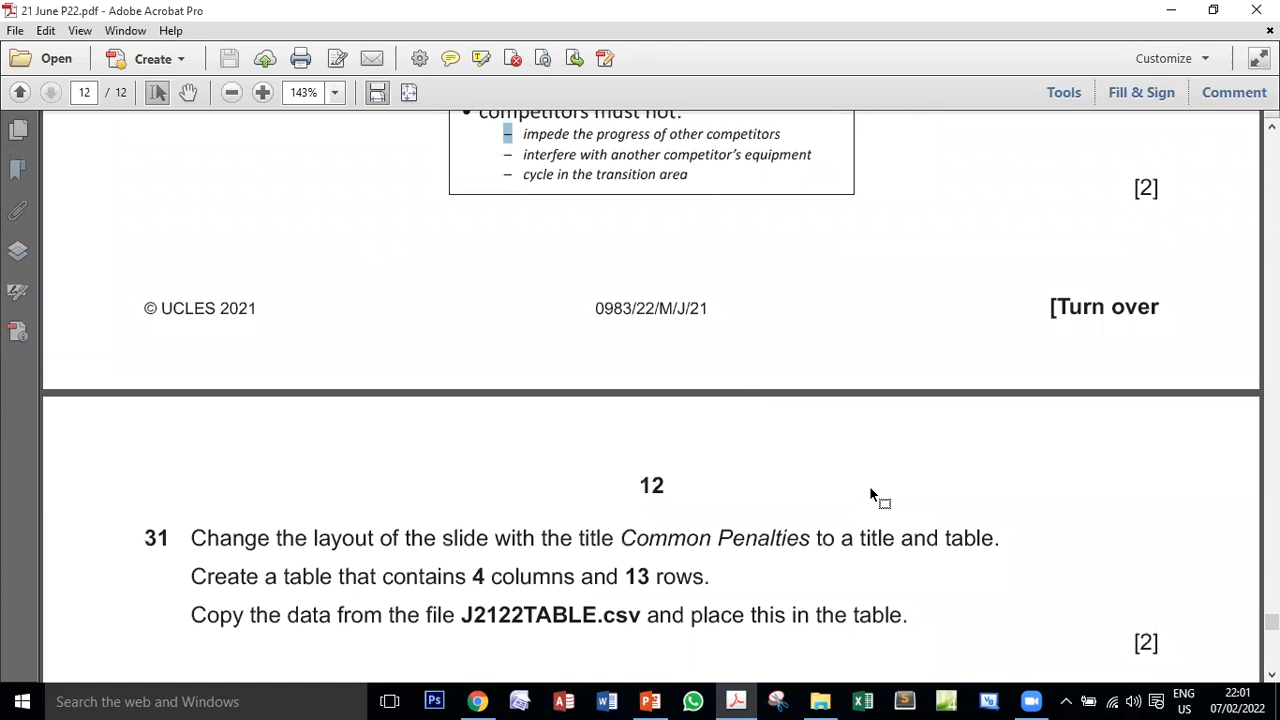 21 June P22.pdf - Adobe Acrobat Pro
File Edit View Window Help
Open Create Customize
12 / 12 143% Tools Fill & Sign Comment
• competitors must not:
– impede the progress of other competitors
– interfere with another competitor's equipment
– cycle in the transition area
[2]
© UCLES 2021 0983/22/M/J/21 [Turn over
12
31 Change the layout of the slide with the title Common Penalties to a title and table.
Create a table that contains 4 columns and 13 rows.
Copy the data from the file J2122TABLE.csv and place this in the table.
[2]
Search the web and Windows
ENG
US
22:01
07/02/2022